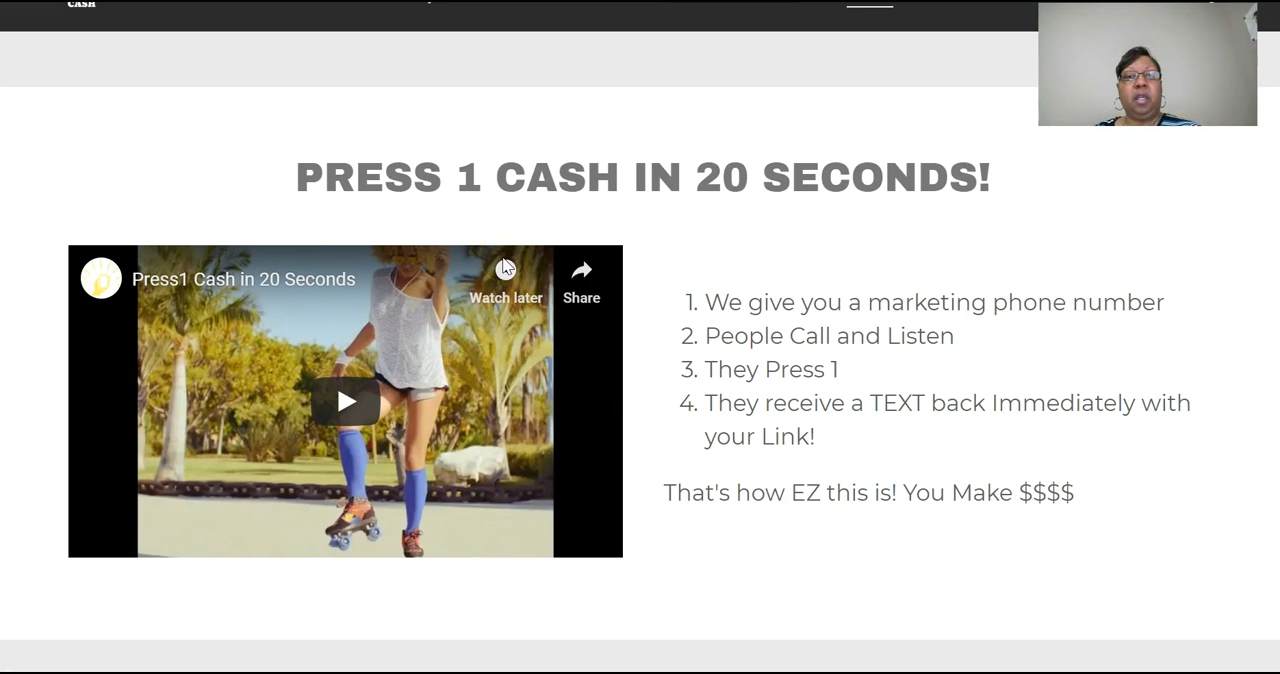 CASH
PRESS 1 CASH IN 20 SECONDS!
Press1 Cash in 20 Seconds
Watch later
Share
1. We give you a marketing phone number
2. People Call and Listen
3. They Press 1
4. They receive a TEXT back Immediately with
your Link!
That's how EZ this is! You Make $$$$